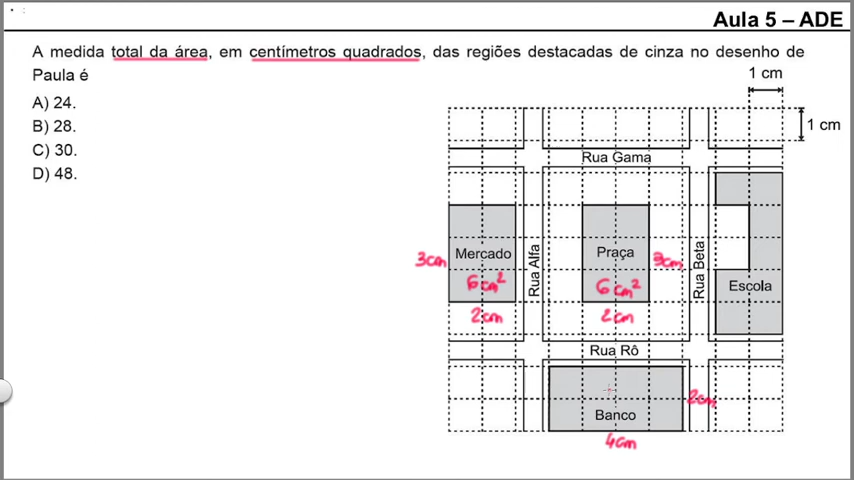 Aula 5 – ADE
A medida total da área, em centímetros quadrados, das regiões destacadas de cinza no desenho de
Paula é
A) 24.
B) 28.
C) 30.
D) 48.
1 cm
1 cm
Rua Gama
Mercado
Rua Alfa
Praça
Rua Beta
Escola
3cm
6cm²
2cm
3cm
6cm²
2cm
Rua Rô
Banco
2cm
4cm